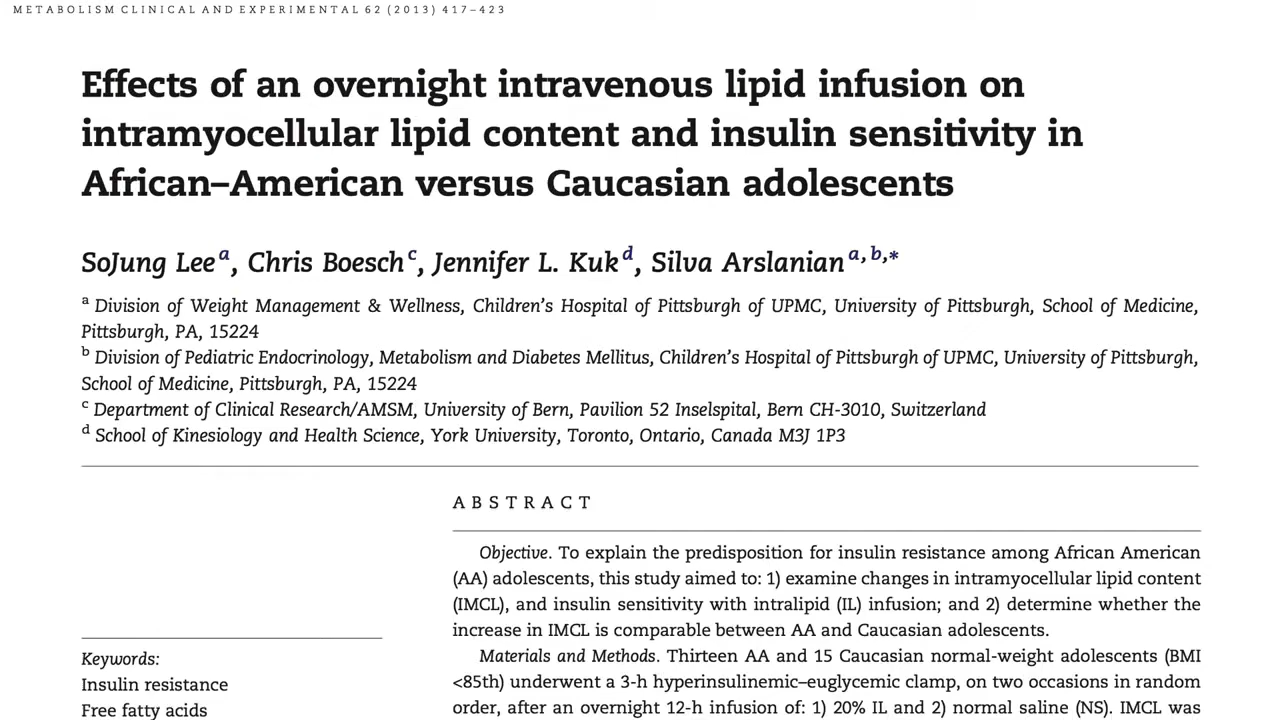 METABOLISM CLINICAL AND EXPERIMENTAL 62 (2013) 417–423
Effects of an overnight intravenous lipid infusion on
intramyocellular lipid content and insulin sensitivity in
African–American versus Caucasian adolescents
SoJung Lee a, Chris Boesch c, Jennifer L. Kuk d, Silva Arslanian a,b,*
a Division of Weight Management & Wellness, Children's Hospital of Pittsburgh of UPMC, University of Pittsburgh, School of Medicine,
Pittsburgh, PA, 15224
b Division of Pediatric Endocrinology, Metabolism and Diabetes Mellitus, Children's Hospital of Pittsburgh of UPMC, University of Pittsburgh,
School of Medicine, Pittsburgh, PA, 15224
c Department of Clinical Research/AMSM, University of Bern, Pavilion 52 Inselspital, Bern CH-3010, Switzerland
d School of Kinesiology and Health Science, York University, Toronto, Ontario, Canada M3J 1P3
ABSTRACT
Objective. To explain the predisposition for insulin resistance among African American
(AA) adolescents, this study aimed to: 1) examine changes in intramyocellular lipid content
(IMCL), and insulin sensitivity with intralipid (IL) infusion; and 2) determine whether the
increase in IMCL is comparable between AA and Caucasian adolescents.
Materials and Methods. Thirteen AA and 15 Caucasian normal-weight adolescents (BMI
<85th) underwent a 3-h hyperinsulinemic–euglycemic clamp, on two occasions in random
order, after an overnight 12-h infusion of: 1) 20% IL and 2) normal saline (NS). IMCL was
Keywords:
Insulin resistance
Free fatty acids